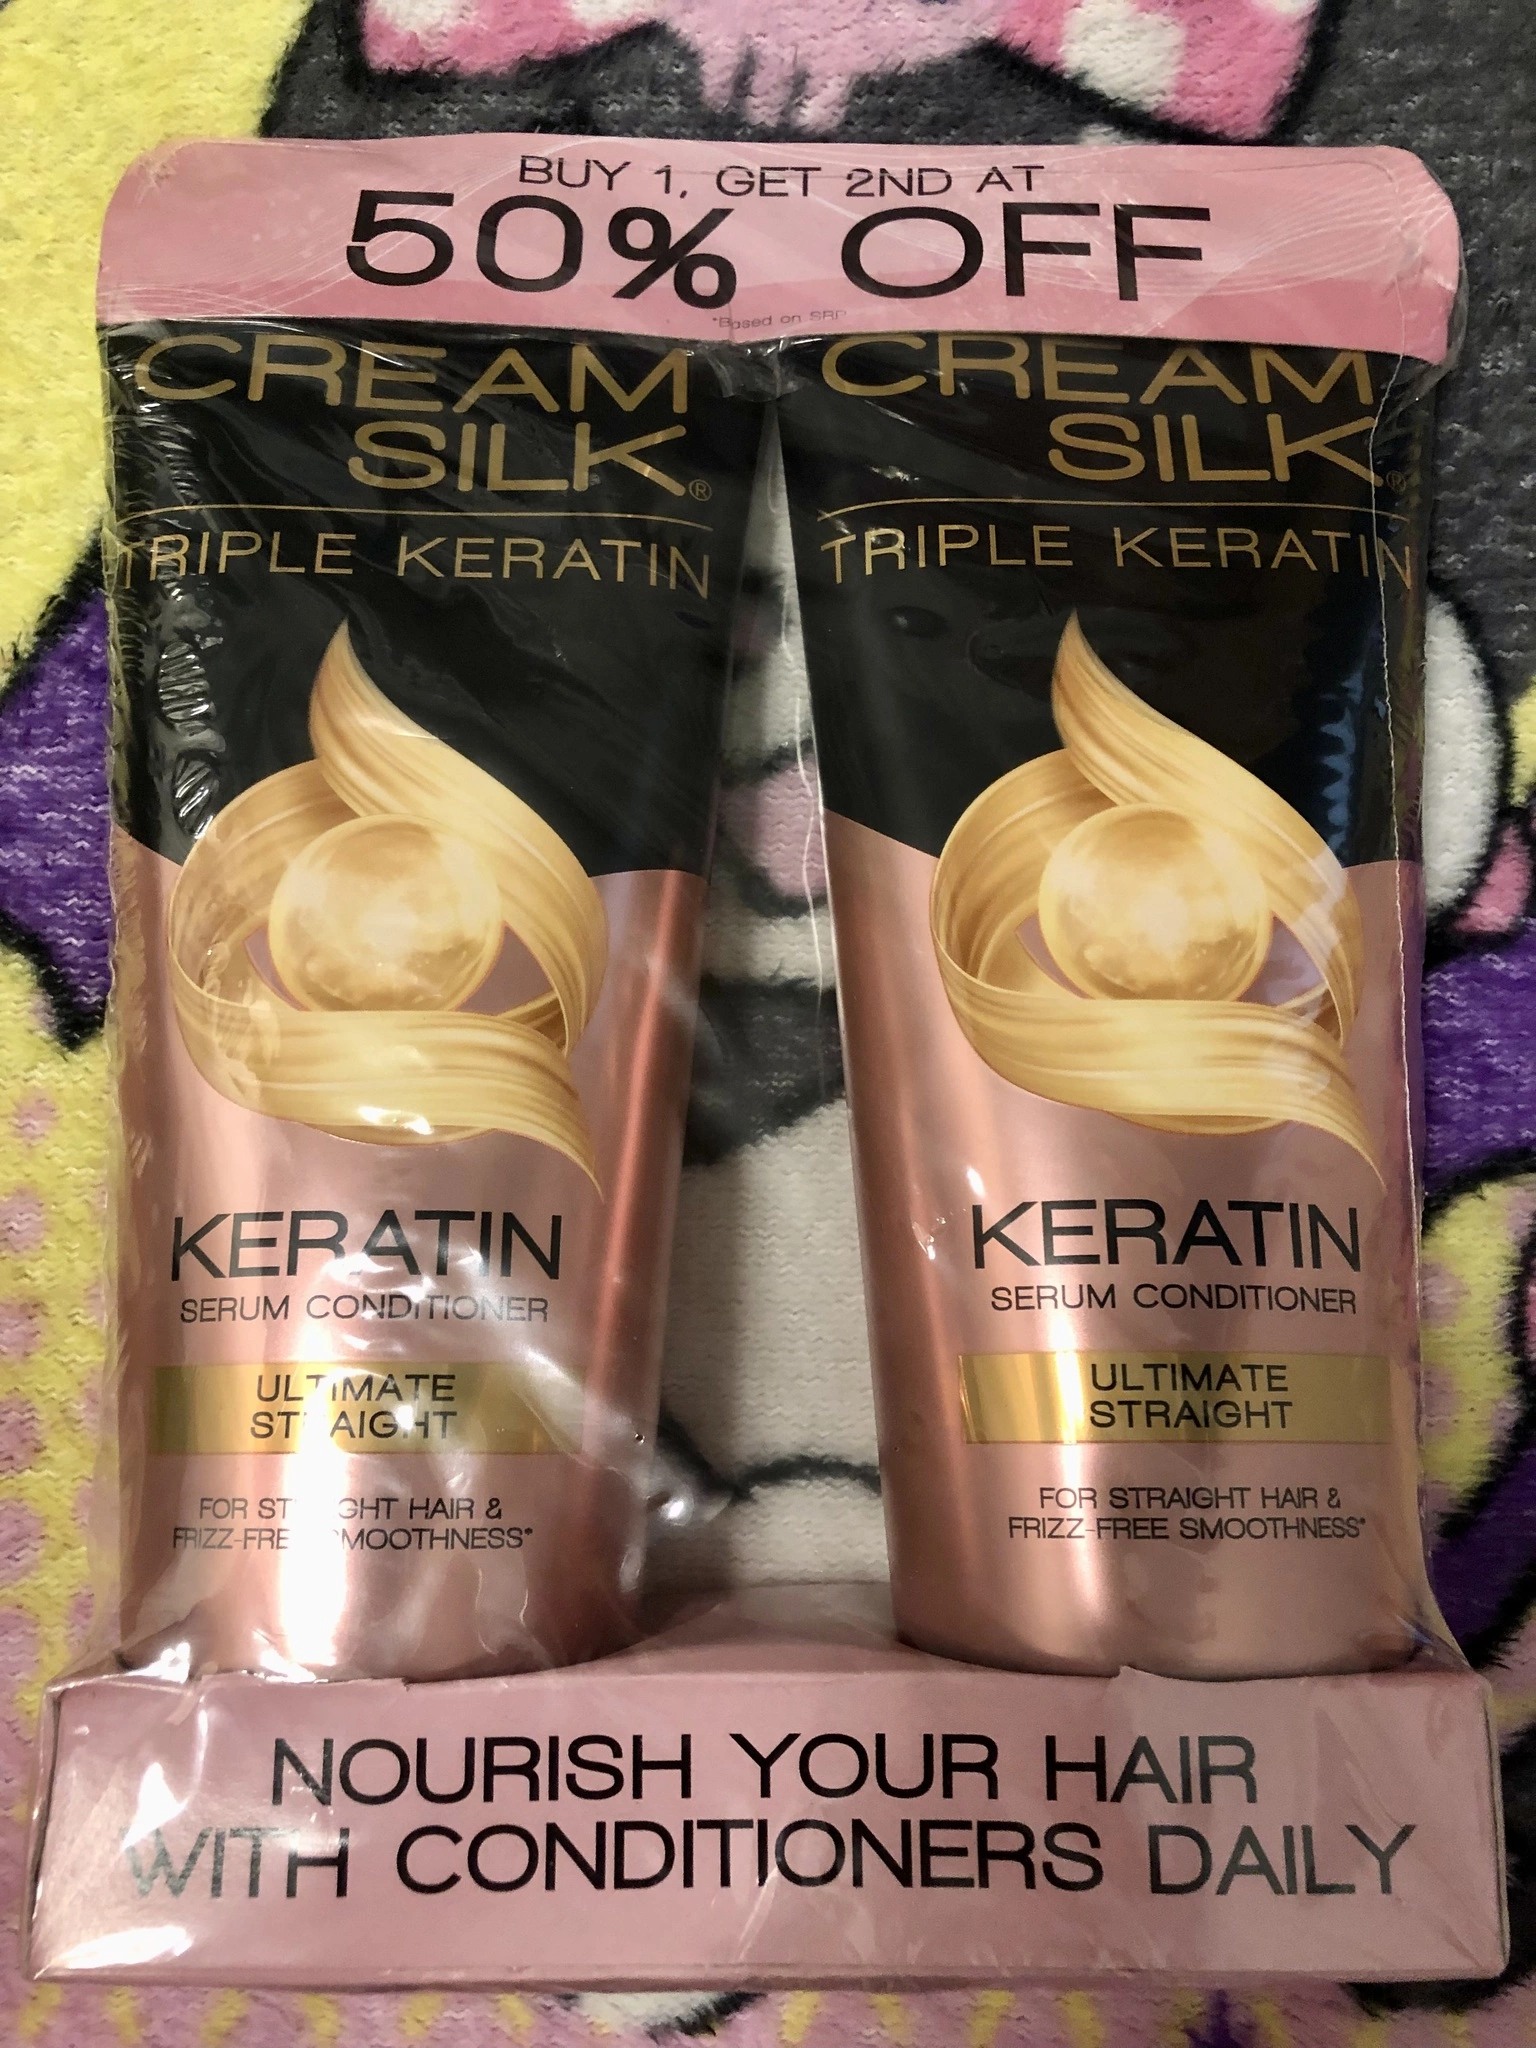 BUY 1, GET 2ND AT
50% OFF
*Based on SRP
CREAM
SILK®
TRIPLE KERATIN
KERATIN
SERUM CONDITIONER
ULTIMATE
STRAIGHT
FOR STRAIGHT HAIR &
FRIZZ-FREE SMOOTHNESS*
CREAM
SILK®
TRIPLE KERATIN
KERATIN
SERUM CONDITIONER
ULTIMATE
STRAIGHT
FOR STRAIGHT HAIR &
FRIZZ-FREE SMOOTHNESS*
NOURISH YOUR HAIR
WITH CONDITIONERS DAILY